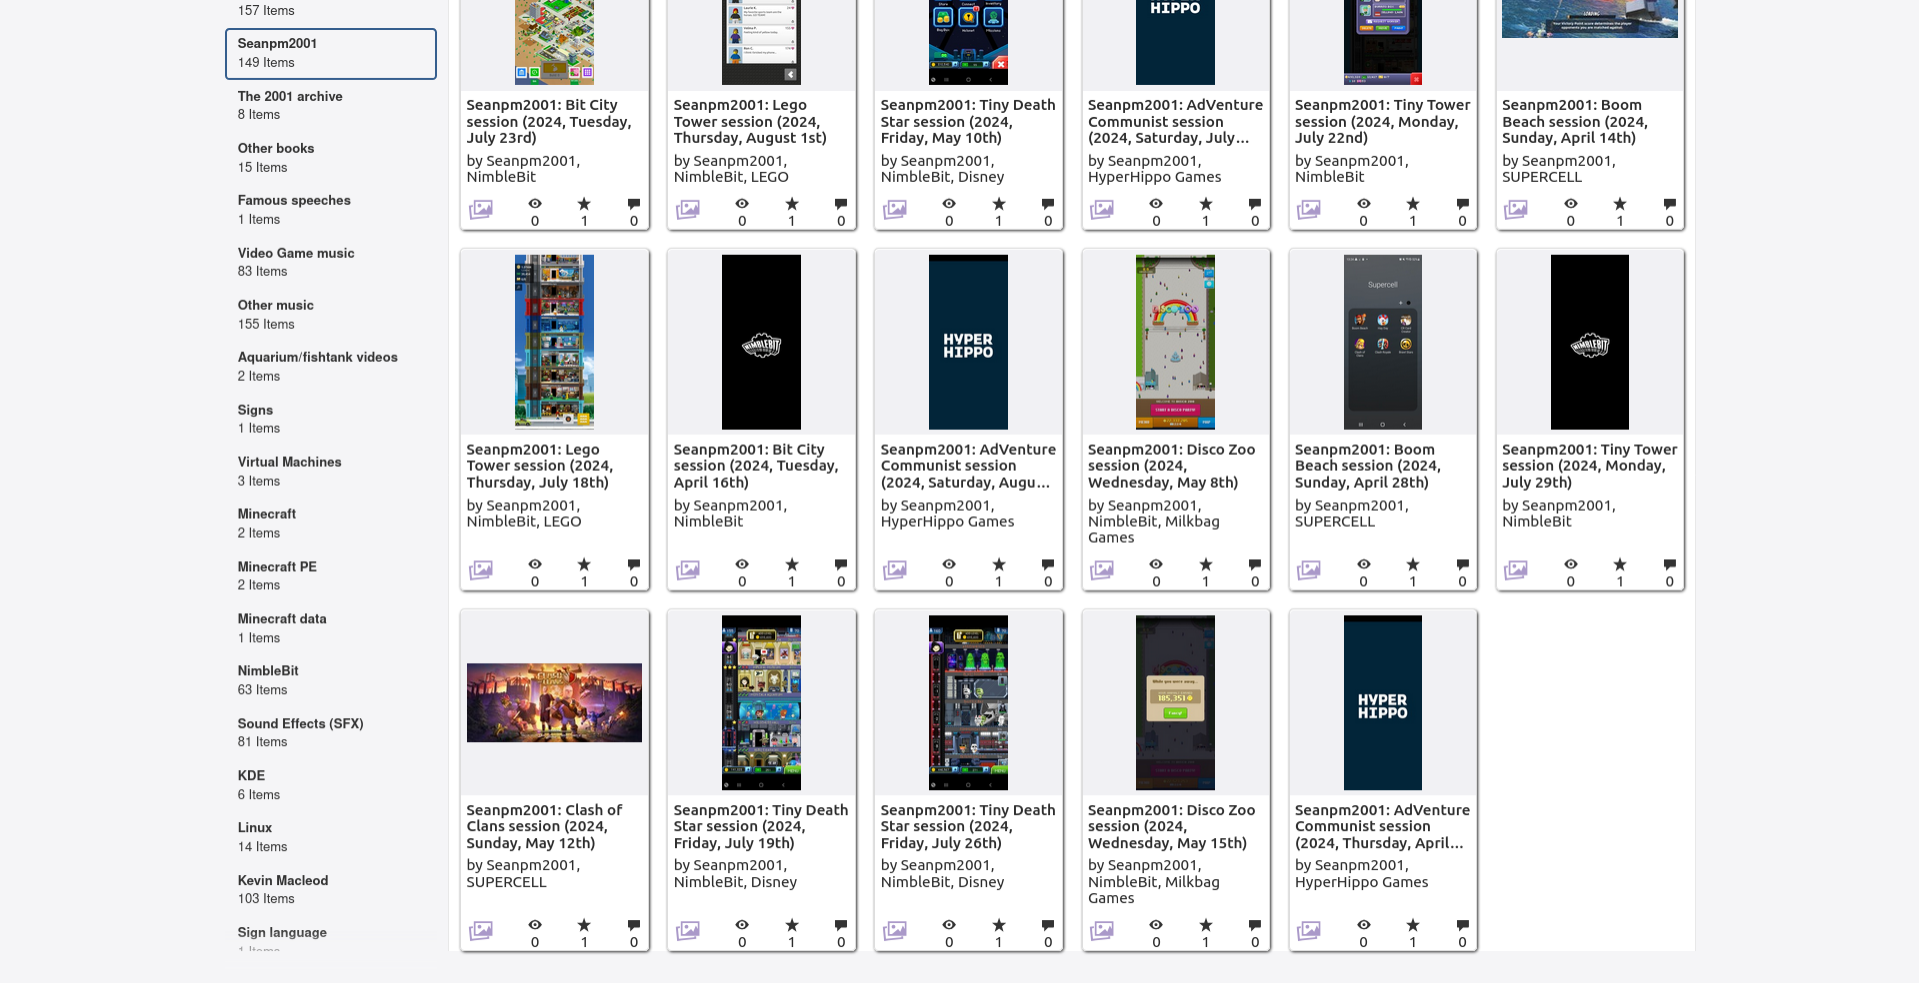 157 Items
Seanpm2001
149 Items
The 2001 archive
8 Items
Other books
15 Items
Famous speeches
1 Items
Video Game music
83 Items
Other music
155 Items
Aquarium/fishtank videos
2 Items
Signs
1 Items
Virtual Machines
3 Items
Minecraft
2 Items
Minecraft PE
2 Items
Minecraft data
1 Items
NimbleBit
63 Items
Sound Effects (SFX)
81 Items
KDE
6 Items
Linux
14 Items
Kevin Macleod
103 Items
Sign language
1 Items
HIPPO
Seanpm2001: Bit City
session (2024, Tuesday,
July 23rd)
by Seanpm2001,
NimbleBit
0 1 0
Seanpm2001: Lego
Tower session (2024,
Thursday, August 1st)
by Seanpm2001,
NimbleBit, LEGO
0 1 0
Seanpm2001: Tiny Death
Star session (2024,
Friday, May 10th)
by Seanpm2001,
NimbleBit, Disney
0 1 0
Seanpm2001: AdVenture
Communist session
(2024, Saturday, July...
by Seanpm2001,
HyperHippo Games
0 1 0
Seanpm2001: Tiny Tower
session (2024, Monday,
July 22nd)
by Seanpm2001,
NimbleBit
0 1 0
Seanpm2001: Boom
Beach session (2024,
Sunday, April 14th)
by Seanpm2001,
SUPERCELL
0 1 0
Seanpm2001: Lego
Tower session (2024,
Thursday, July 18th)
by Seanpm2001,
NimbleBit, LEGO
0 1 0
NIMBLEBIT
Seanpm2001: Bit City
session (2024, Tuesday,
April 16th)
by Seanpm2001,
NimbleBit
0 1 0
HYPER
HIPPO
Seanpm2001: AdVenture
Communist session
(2024, Saturday, Augu...
by Seanpm2001,
HyperHippo Games
0 1 0
Seanpm2001: Disco Zoo
session (2024,
Wednesday, May 8th)
by Seanpm2001,
NimbleBit, Milkbag
Games
0 1 0
Supercell
Seanpm2001: Boom
Beach session (2024,
Sunday, April 28th)
by Seanpm2001,
SUPERCELL
0 1 0
NIMBLEBIT
Seanpm2001: Tiny Tower
session (2024, Monday,
July 29th)
by Seanpm2001,
NimbleBit
0 1 0
Seanpm2001: Clash of
Clans session (2024,
Sunday, May 12th)
by Seanpm2001,
SUPERCELL
0 1 0
Seanpm2001: Tiny Death
Star session (2024,
Friday, July 19th)
by Seanpm2001,
NimbleBit, Disney
0 1 0
Seanpm2001: Tiny Death
Star session (2024,
Friday, July 26th)
by Seanpm2001,
NimbleBit, Disney
0 1 0
While you were away...
185,351
Seanpm2001: Disco Zoo
session (2024,
Wednesday, May 15th)
by Seanpm2001,
NimbleBit, Milkbag
Games
0 1 0
HYPER
HIPPO
Seanpm2001: AdVenture
Communist session
(2024, Thursday, April...
by Seanpm2001,
HyperHippo Games
0 1 0